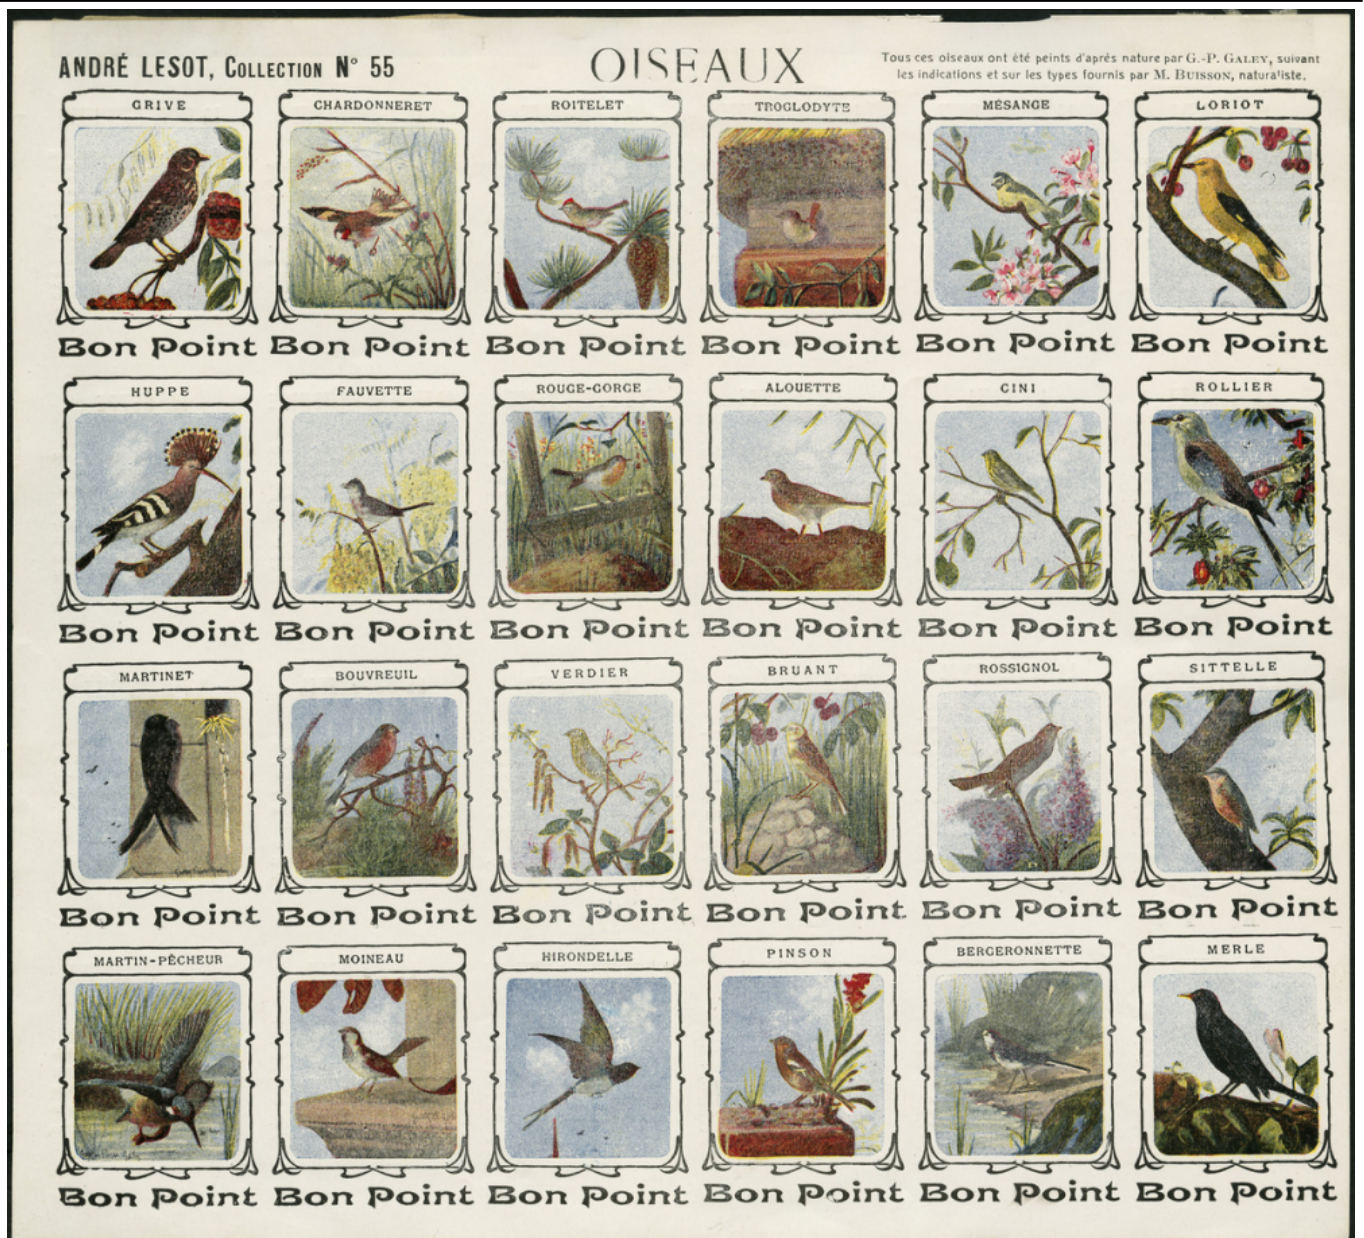 ANDRÉ LESOT, COLLECTION N° 55
OISEAUX
Tous ces oiseaux ont été peints d'après nature par G.-P. GALEY, suivant
les indications et sur les types fournis par M. BUISSON, naturaliste.
GRIVE CHARDONNERET ROITELET TROGLODYTE MÉSANGE LORIOT
Bon Point Bon Point Bon Point Bon Point Bon Point Bon Point
HUPPE FAUVETTE ROUGE-GORGE ALOUETTE CINI ROLLIER
Bon Point Bon Point Bon Point Bon Point Bon Point Bon Point
MARTINET BOUVREUIL VERDIER BRUANT ROSSIGNOL SITTELLE
Bon Point Bon Point Bon Point Bon Point Bon Point Bon Point
MARTIN-PÊCHEUR MOINEAU HIRONDELLE PINSON BERGERONNETTE MERLE
Bon Point Bon Point Bon Point Bon Point Bon Point Bon Point